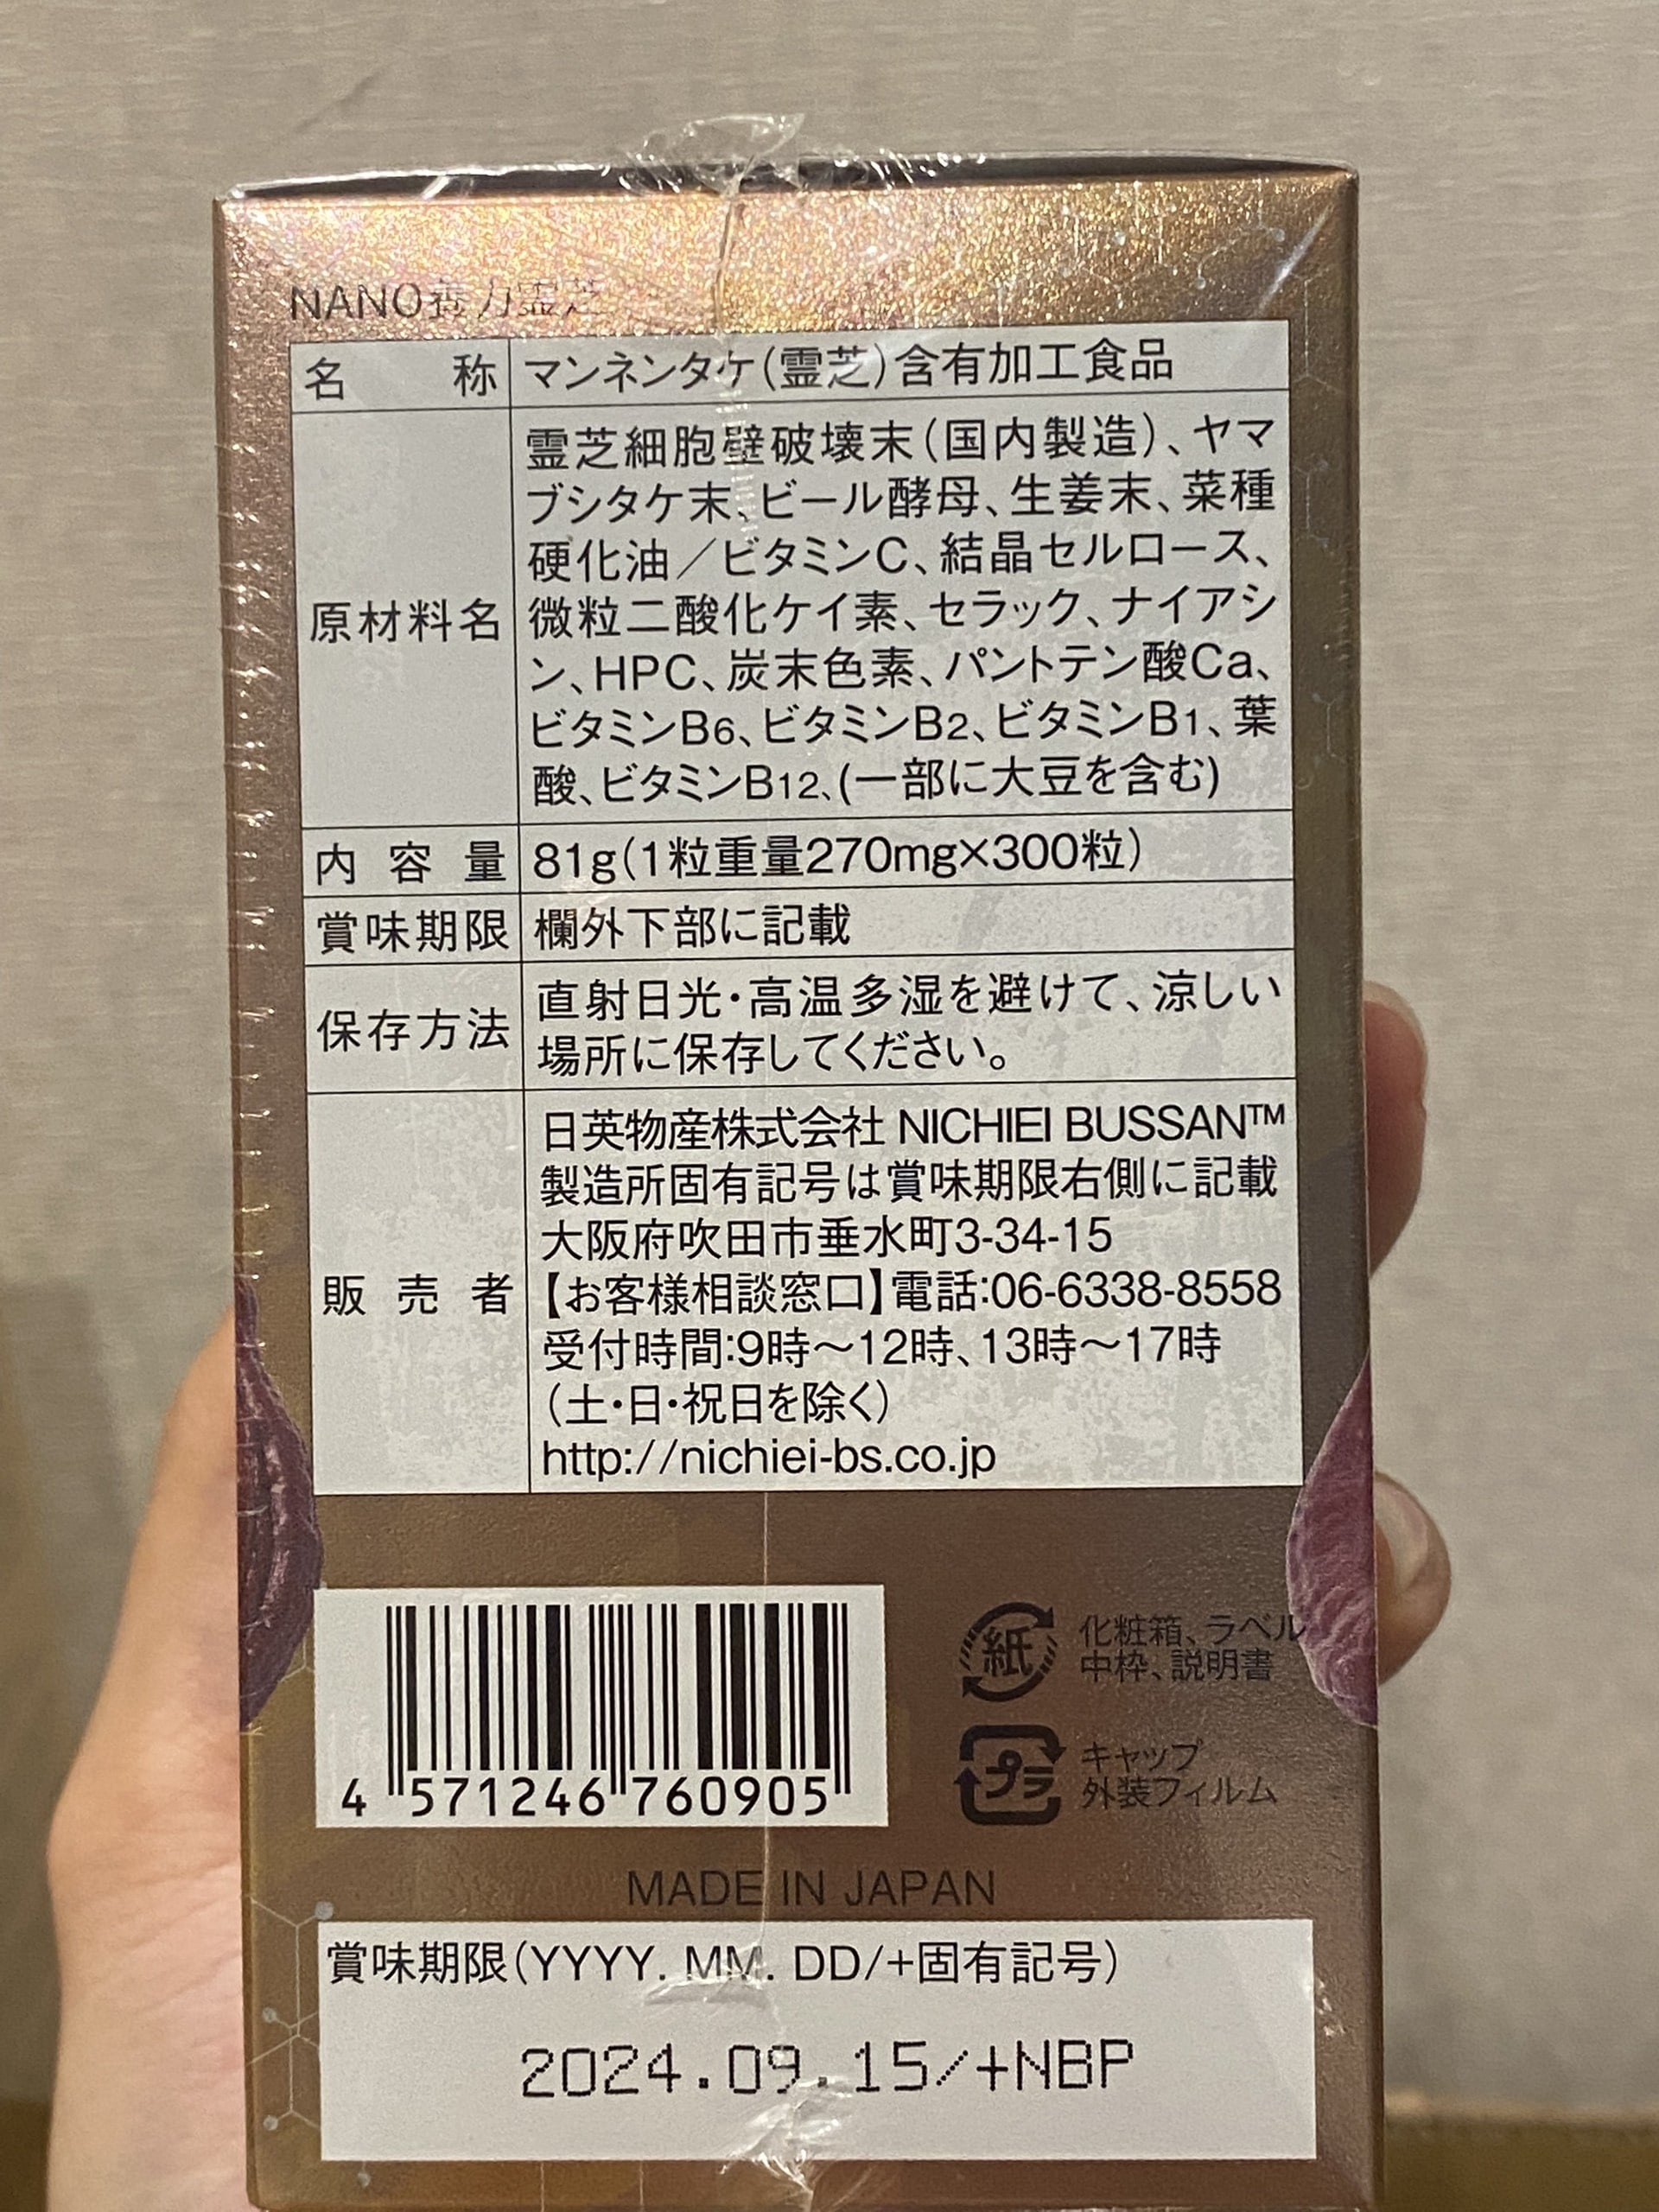 NANO養力霊芝
名称 マンネンタケ(霊芝)含有加工食品
原材料名 霊芝細胞壁破壊末(国内製造)、ヤマ
ブシタケ末、ビール酵母、生姜末、菜種
硬化油/ビタミンC、結晶セルロース、
微粒二酸化ケイ素、セラック、ナイアシ
ン、HPC、炭末色素、パントテン酸Ca、
ビタミンB6、ビタミンB2、ビタミンB1、葉
酸、ビタミンB12、(一部に大豆を含む)
内容量 81g(1粒重量270mg×300粒)
賞味期限 欄外下部に記載
保存方法 直射日光・高温多湿を避けて、涼しい
場所に保存してください。
販売者 日英物産株式会社 NICHIEI BUSSAN™
製造所固有記号は賞味期限右側に記載
大阪府吹田市垂水町3-34-15
【お客様相談窓口】電話:06-6338-8558
受付時間:9時〜12時、13時〜17時
(土・日・祝日を除く)
http://nichiei-bs.co.jp
4 571246 760905
紙 化粧箱、ラベル
中枠、説明書
プラ キャップ
外装フィルム
MADE IN JAPAN
賞味期限(YYYY. MM. DD/+固有記号)
2024.09.15/+NBP